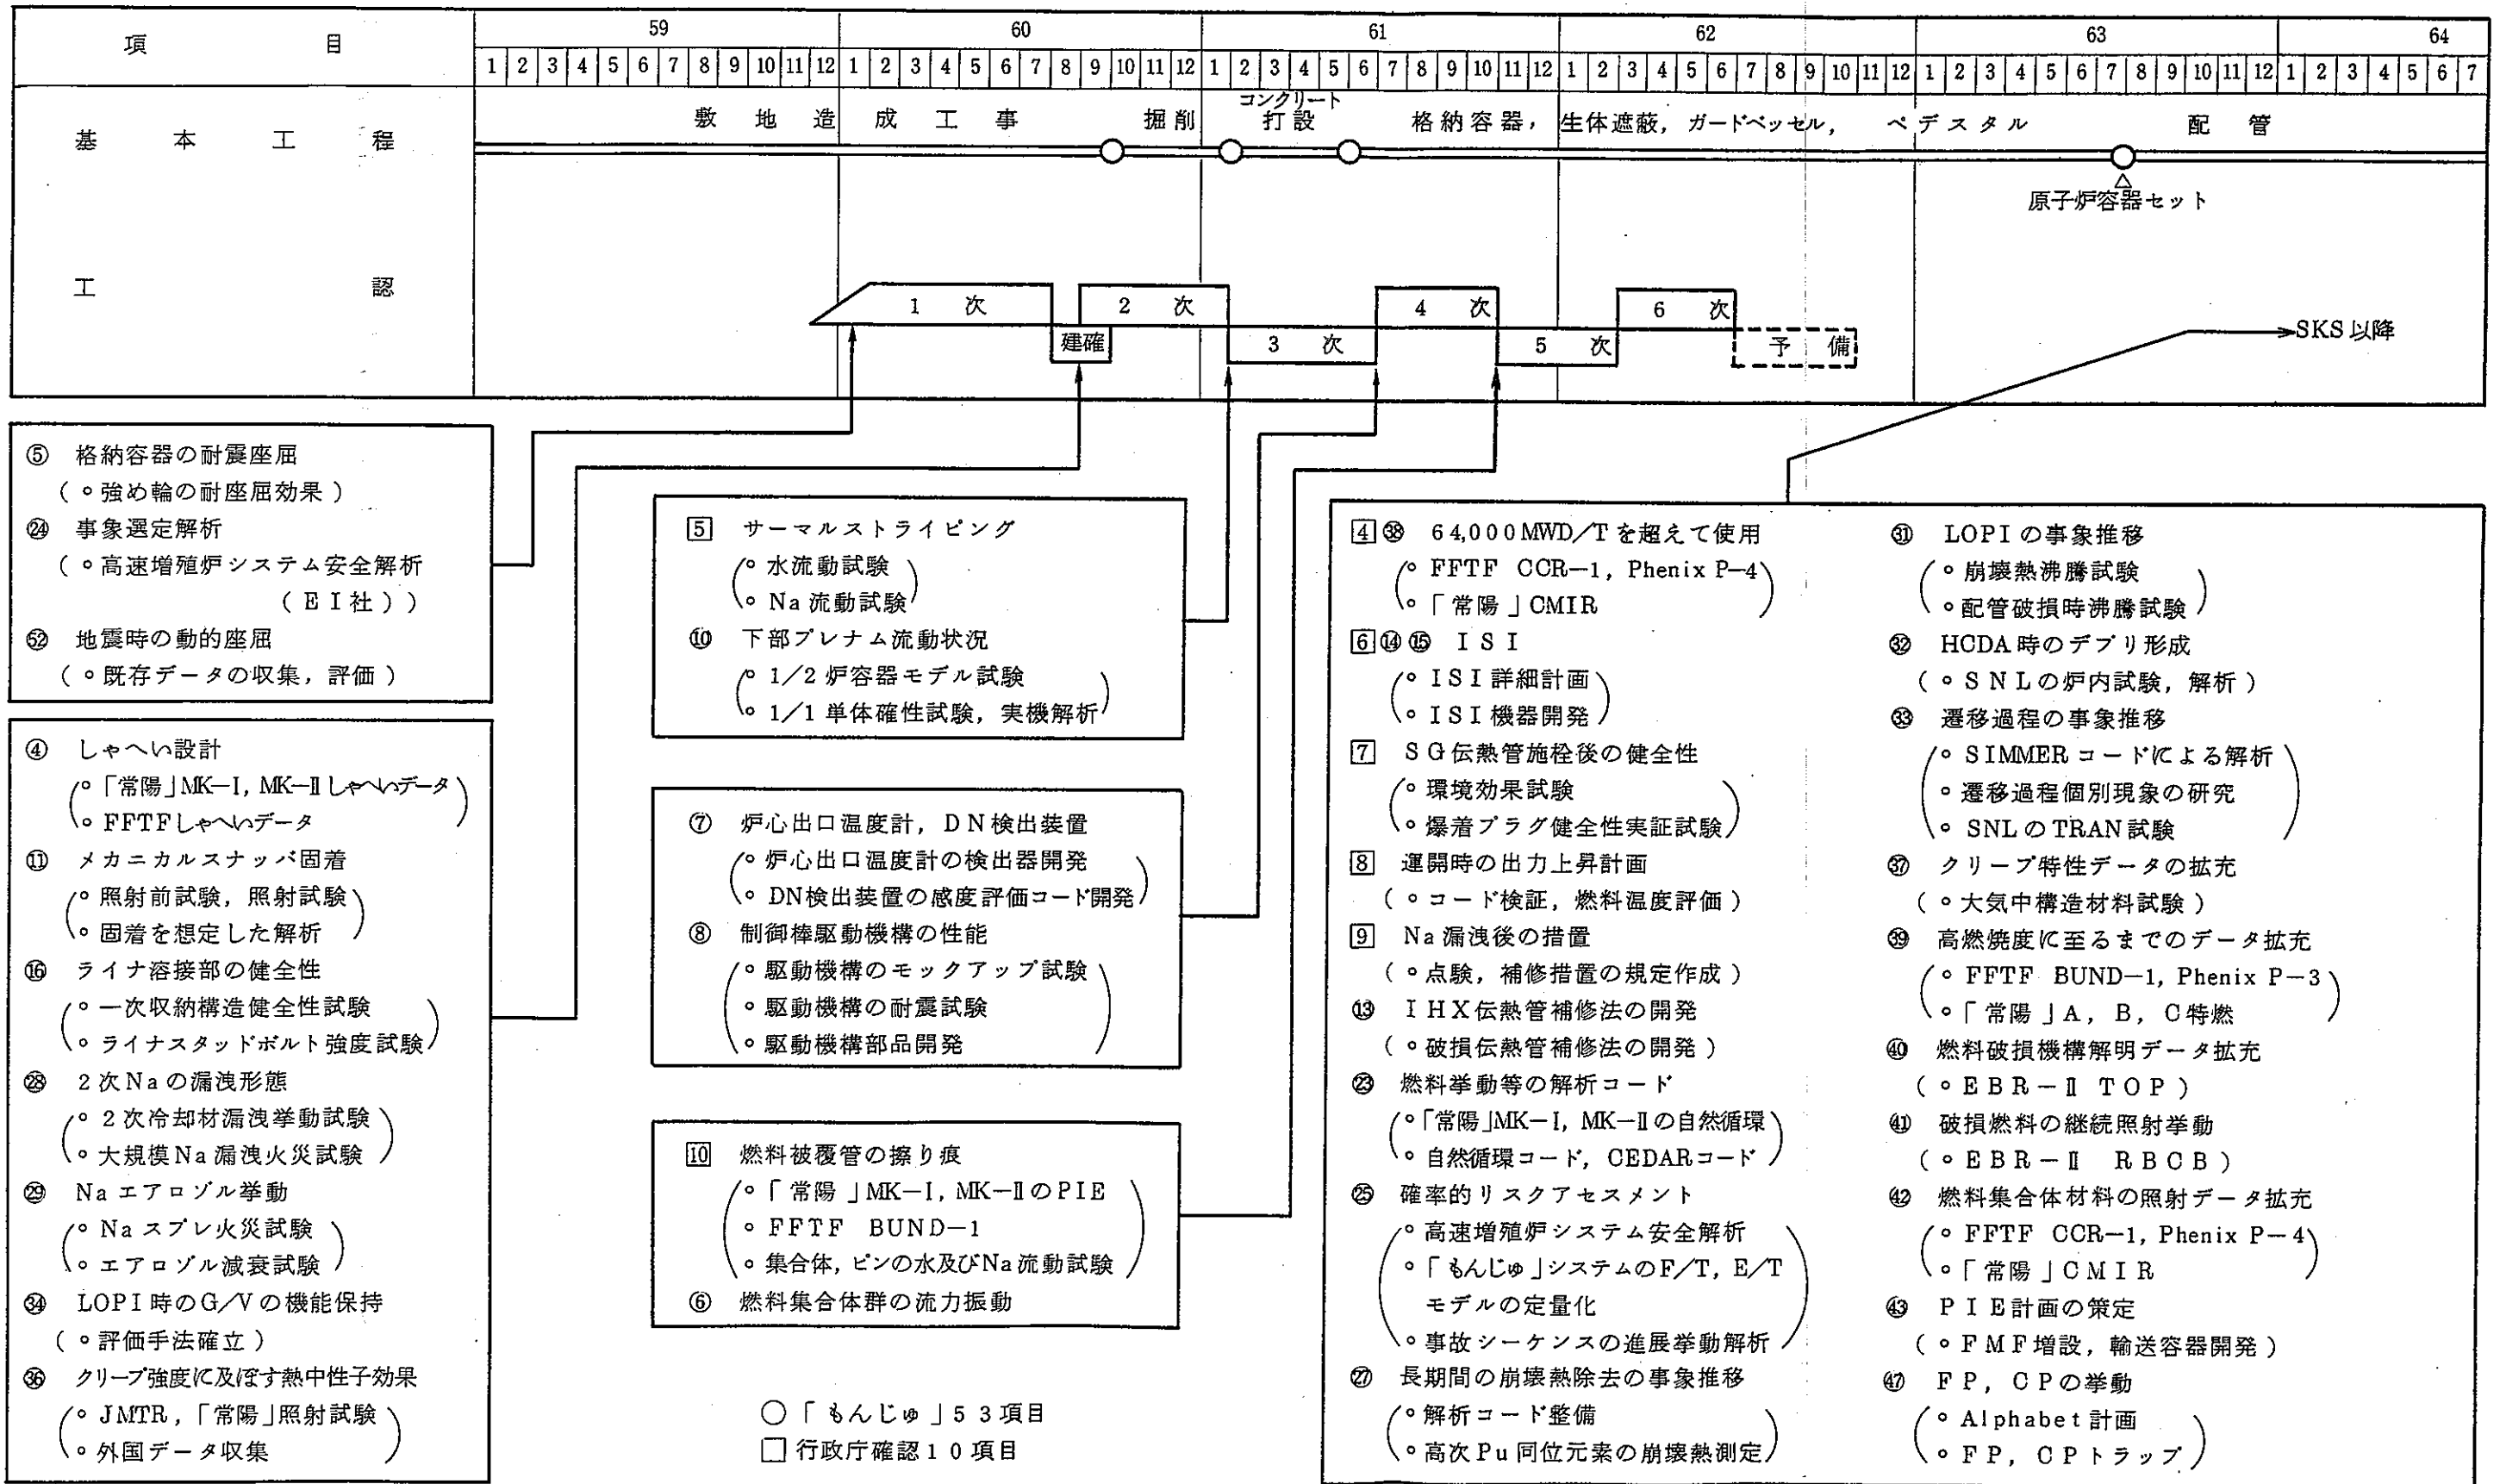 項 目
59 60 61 62 63 64
1 2 3 4 5 6 7 8 9 10 11 12 1 2 3 4 5 6 7 8 9 10 11 12 1 2 3 4 5 6 7 8 9 10 11 12 1 2 3 4 5 6 7 8 9 10 11 12 1 2 3 4 5 6 7 8 9 10 11 12 1 2 3 4 5 6 7
基 本 工 程
敷 地 造 成 工 事 掘削 コンクリート
打設 格納容器, 生体遮蔽, ガードベッセル, ペデスタル 配 管
原子炉容器セット
工 認
1 次
建確
2 次
3 次
4 次
5 次
6 次
予 備
SKS以降
⑤ 格納容器の耐震座屈
(∘強め輪の耐座屈効果)
㉔ 事象選定解析
(∘高速増殖炉システム安全解析
(EI社))
㊾52 地震時の動的座屈
(∘既存データの収集,評価)
④ しゃへい設計
∘「常陽」MK-I, MK-Ⅱしゃへいデータ
∘ FFTFしゃへいデータ
⑪ メカニカルスナッバ固着
∘照射前試験,照射試験
∘固着を想定した解析
⑯ ライナ溶接部の健全性
∘一次収納構造健全性試験
∘ライナスタッドボルト強度試験
㉘ 2次Naの漏洩形態
∘2次冷却材漏洩挙動試験
∘大規模Na漏洩火災試験
㉙ Naエアロゾル挙動
∘Naスプレ火災試験
∘エアロゾル減衰試験
㉞ LOPI時のG/Vの機能保持
(∘評価手法確立)
㊱ クリープ強度に及ぼす熱中性子効果
∘JMTR,「常陽」照射試験
∘外国データ収集
5 サーマルストライピング
∘水流動試験
∘Na流動試験
⑩ 下部プレナム流動状況
∘1/2炉容器モデル試験
∘1/1単体確性試験,実機解析
⑦ 炉心出口温度計, DN検出装置
∘炉心出口温度計の検出器開発
∘DN検出装置の感度評価コード開発
⑧ 制御棒駆動機構の性能
∘駆動機構のモックアップ試験
∘駆動機構の耐震試験
∘駆動機構部品開発
10 燃料被覆管の擦り痕
∘「常陽」MK-I, MK-ⅡのPIE
∘FFTF BUND-1
∘集合体,ピンの水及びNa流動試験
⑥ 燃料集合体群の流力振動
○「もんじゅ」53項目
□ 行政庁確認10項目
4 ㊳ 64,000MWD/Tを超えて使用
∘FFTF CCR-1, Phenix P-4
∘「常陽」CMIR
6 ⑭ ⑮ ISI
∘ISI詳細計画
∘ISI機器開発
7 SG伝熱管施栓後の健全性
∘環境効果試験
∘爆着プラグ健全性実証試験
8 運開時の出力上昇計画
(∘コード検証,燃料温度評価)
9 Na漏洩後の措置
(∘点検,補修措置の規定作成)
⑬ IHX伝熱管補修法の開発
(∘破損伝熱管補修法の開発)
㉓ 燃料挙動等の解析コード
∘「常陽」MK-I, MK-Ⅱの自然循環
∘自然循環コード, CEDARコード
㉕ 確率的リスクアセスメント
∘高速増殖炉システム安全解析
∘「もんじゅ」システムのF/T, E/T
モデルの定量化
∘事故シーケンスの進展挙動解析
㉗ 長期間の崩壊熱除去の事象推移
∘解析コード整備
∘高次Pu同位元素の崩壊熱測定
㉛ LOPIの事象推移
∘崩壊熱沸騰試験
∘配管破損時沸騰試験
㉜ HCDA時のデブリ形成
(∘SNLの炉内試験,解析)
㉝ 遷移過程の事象推移
∘SIMMERコードによる解析
∘遷移過程個別現象の研究
∘SNLのTRAN試験
㊲ クリープ特性データの拡充
(∘大気中構造材料試験)
㊴ 高燃焼度に至るまでのデータ拡充
∘FFTF BUND-1, Phenix P-3
∘「常陽」A, B, C特燃
㊵ 燃料破損機構解明データ拡充
(∘EBR-Ⅱ TOP)
㊶ 破損燃料の継続照射挙動
(∘EBR-Ⅱ RBCB)
㊷ 燃料集合体材料の照射データ拡充
∘FFTF CCR-1, Phenix P-4
∘「常陽」CMIR
㊸ PIE計画の策定
(∘FMF増設,輸送容器開発)
㊼ FP, CPの挙動
∘Alphabet計画
∘FP, CPトラップ